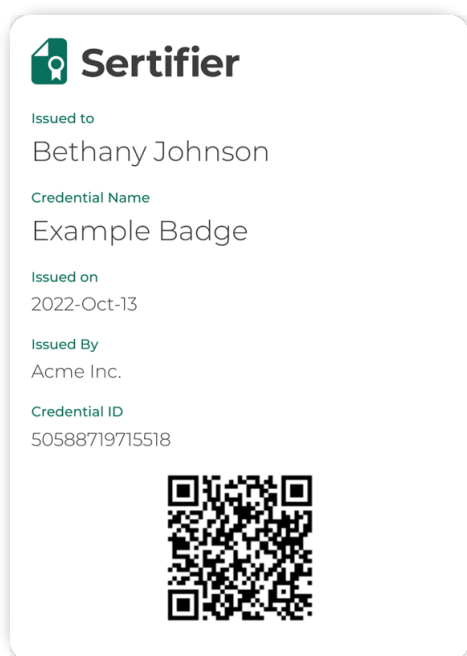 Sertifier
Issued to
Bethany Johnson
Credential Name
Example Badge
Issued on
2022-Oct-13
Issued By
Acme Inc.
Credential ID
50588719715518